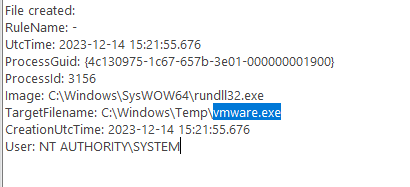 File created:
RuleName: -
UtcTime: 2023-12-14 15:21:55.676
ProcessGuid: {4c130975-1c67-657b-3e01-000000001900}
ProcessId: 3156
Image: C:\Windows\SysWOW64\rundll32.exe
TargetFilename: C:\Windows\Temp\vmware.exe
CreationUtcTime: 2023-12-14 15:21:55.676
User: NT AUTHORITY\SYSTEM